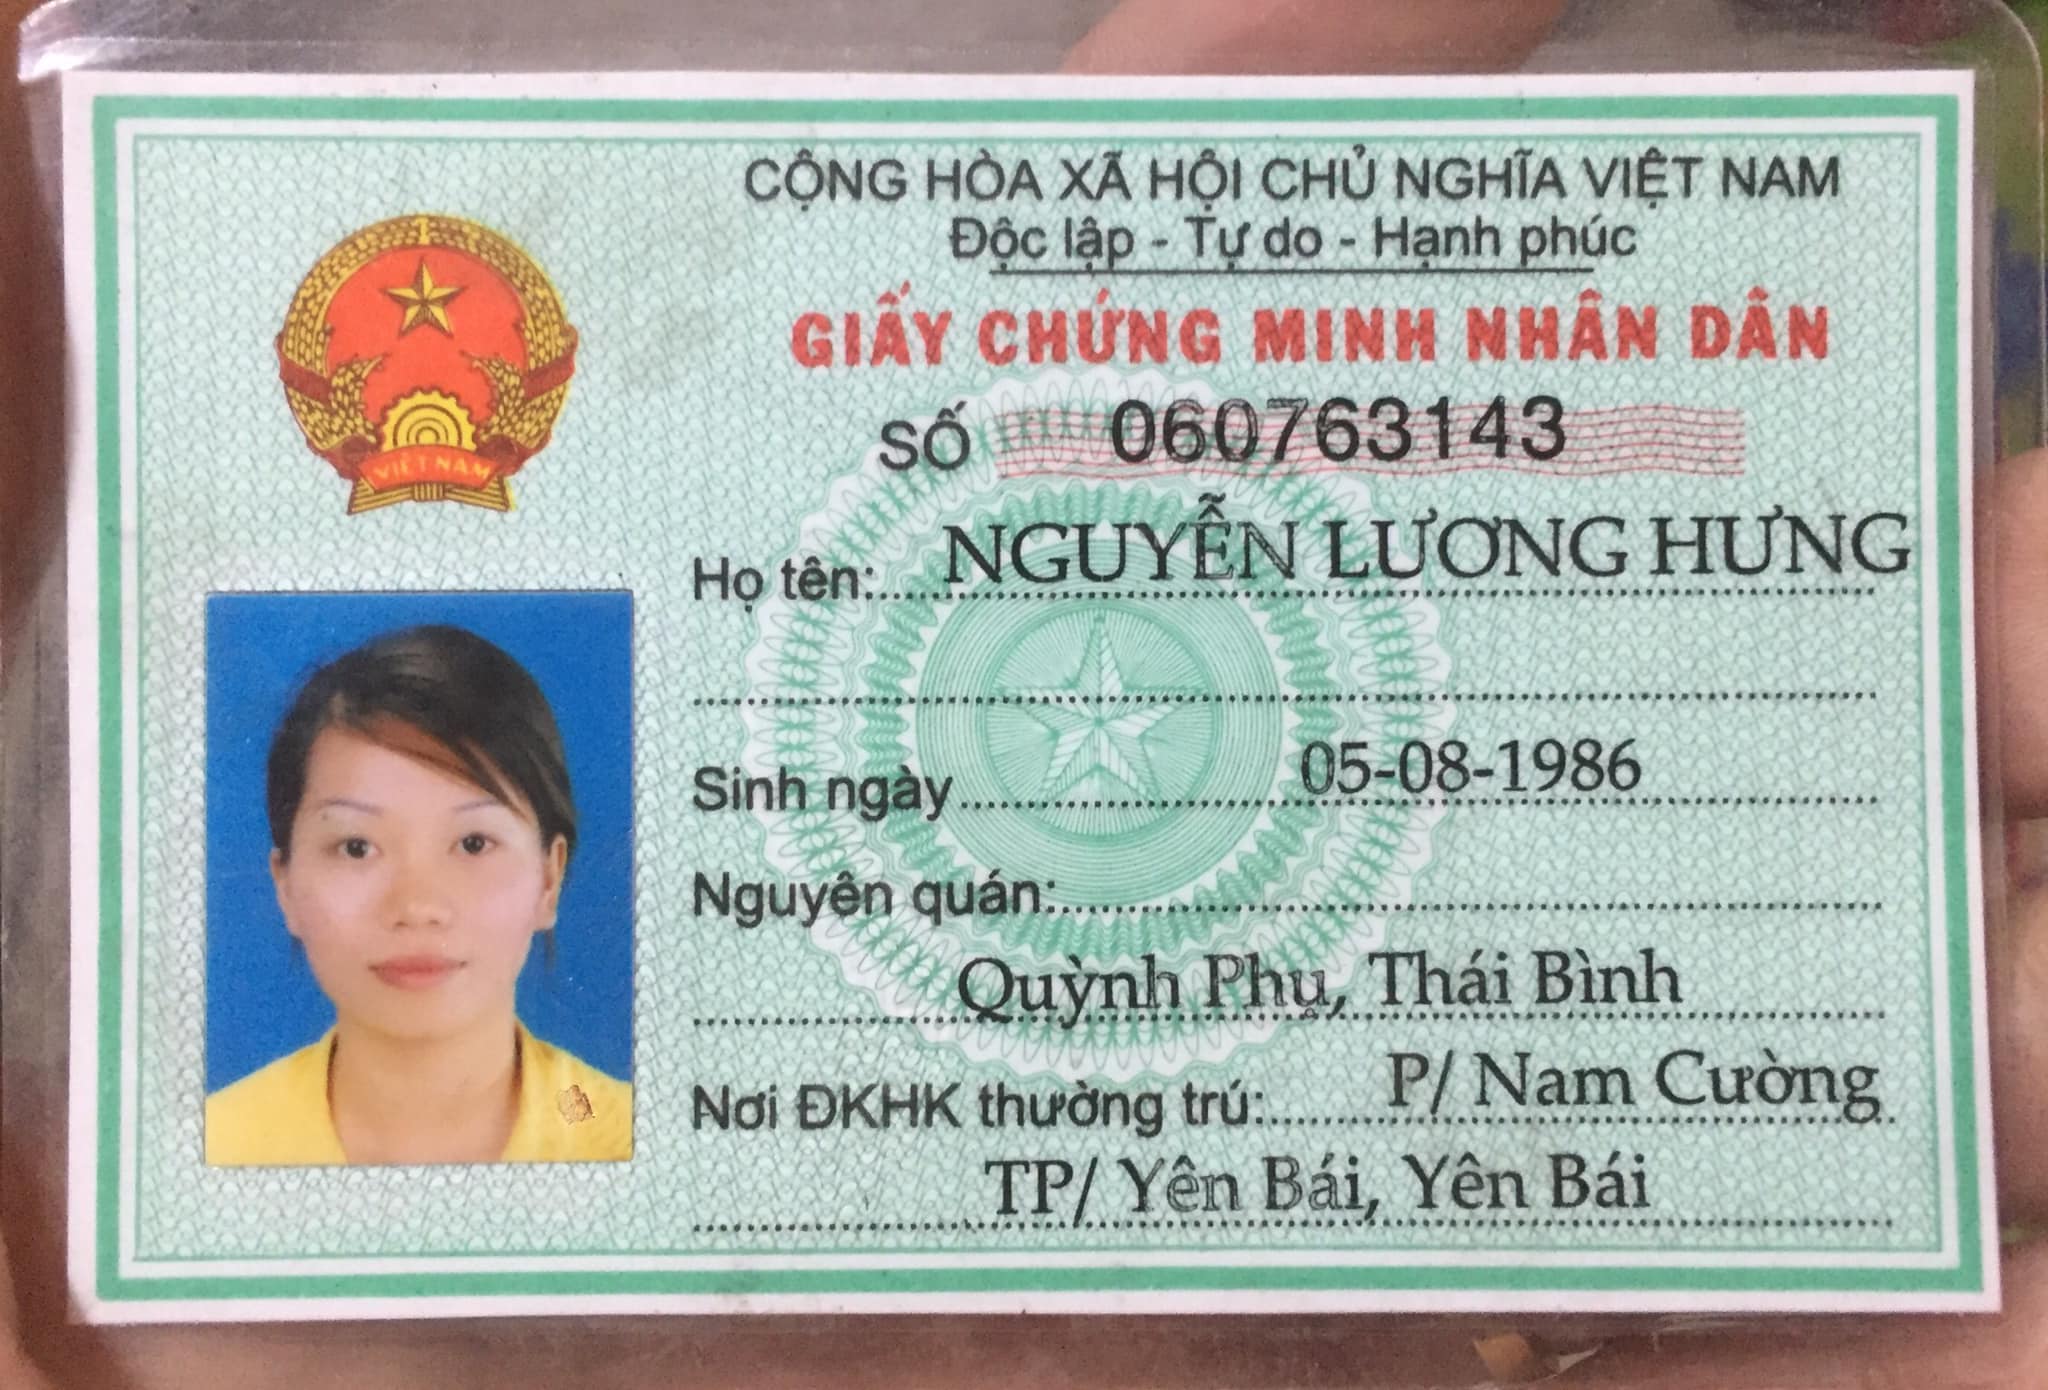 CỘNG HÒA XÃ HỘI CHỦ NGHĨA VIỆT NAM
Độc lập - Tự do - Hạnh phúc
GIẤY CHỨNG MINH NHÂN DÂN
SỐ 060763143
VIỆT NAM
Họ tên: NGUYỄN LƯƠNG HƯNG
Sinh ngày 05-08-1986
Nguyên quán:
Quỳnh Phụ, Thái Bình
Nơi ĐKHK thường trú: P/ Nam Cường
TP/ Yên Bái, Yên Bái